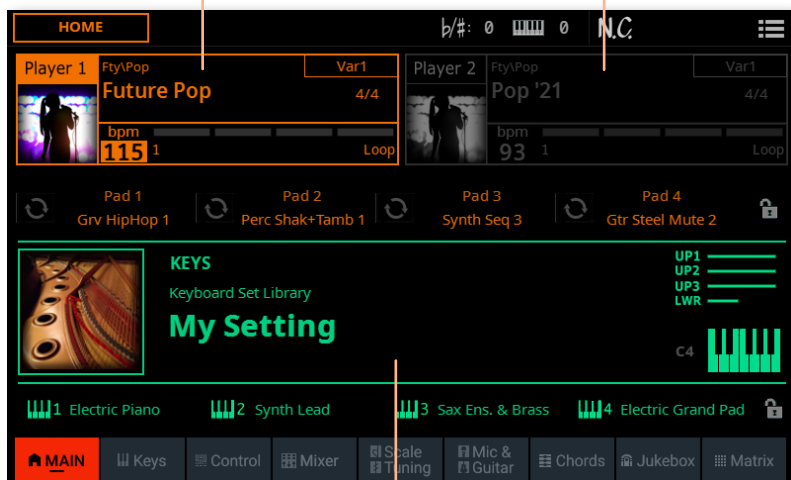 HOME
b/#: 0 0 N.C.
Player 1 Fty\Pop Var1
Future Pop 4/4
bpm
115 1 Loop
Player 2 Fty\Pop Var1
Pop '21 4/4
bpm
93 1 Loop
Pad 1 Pad 2 Pad 3 Pad 4
Grv HipHop 1 Perc Shak+Tamb 1 Synth Seq 3 Gtr Steel Mute 2
KEYS
Keyboard Set Library
My Setting
UP1
UP2
UP3
LWR
C4
1 Electric Piano 2 Synth Lead 3 Sax Ens. & Brass 4 Electric Grand Pad
MAIN Keys Control Mixer Scale Tuning Mic & Guitar Chords Jukebox Matrix